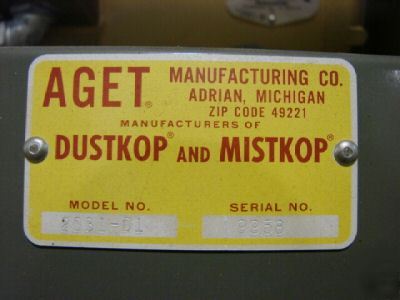 AGET® MANUFACTURING CO.
ADRIAN, MICHIGAN
ZIP CODE 49221
MANUFACTURERS OF
DUSTKOP® AND MISTKOP®
MODEL NO. SERIAL NO.